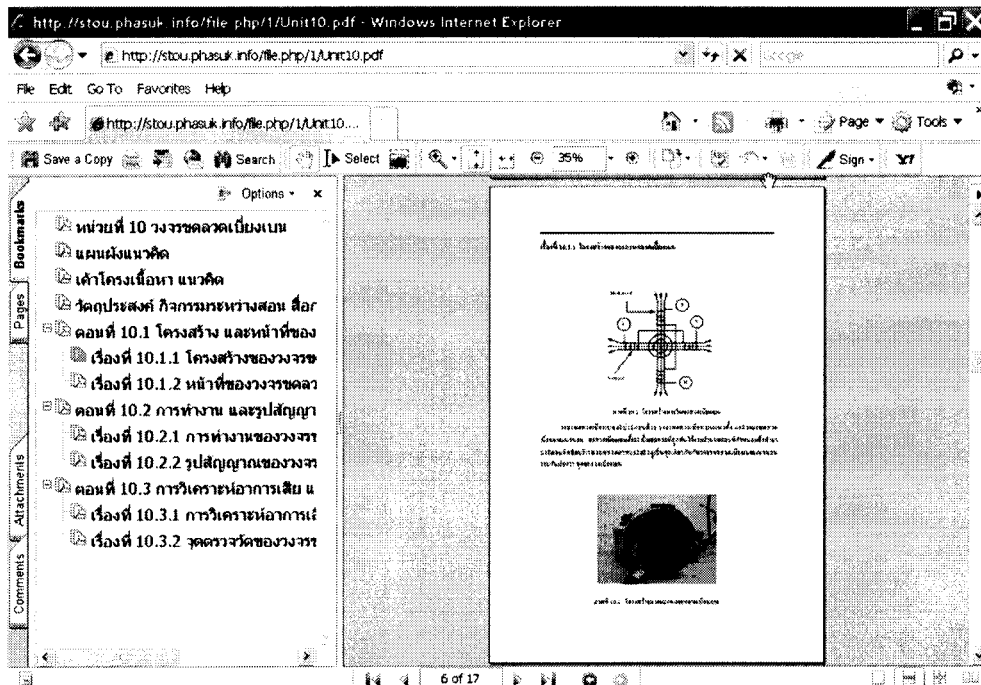 http://stou.phasuk.info/file.php/1/Unit10.pdf - Windows Internet Explorer
http://stou.phasuk.info/file.php/1/Unit10.pdf
Google
File Edit Go To Favorites Help
http://stou.phasuk.info/file.php/1/Unit10....
Page Tools
Save a Copy Search Select 35% Sign Y!
Options x
Bookmarks
Pages
Attachments
Comments
หน่วยที่ 10 วงจรขดลวดเบี่ยงเบน
แผนผังแนวคิด
เค้าโครงเนื้อหา แนวคิด
วัตถุประสงค์ กิจกรรมระหว่างสอน สื่อก
ตอนที่ 10.1 โครงสร้าง และหน้าที่ของ
เรื่องที่ 10.1.1 โครงสร้างของวงจรข
เรื่องที่ 10.1.2 หน้าที่ของวงจรขดลว
ตอนที่ 10.2 การทำงาน และรูปสัญญา
เรื่องที่ 10.2.1 การทำงานของวงจรข
เรื่องที่ 10.2.2 รูปสัญญาณของวงจร
ตอนที่ 10.3 การวิเคราะห์อาการเสีย แ
เรื่องที่ 10.3.1 การวิเคราะห์อาการเสี
เรื่องที่ 10.3.2 จุดตรวจวัดของวงจร
6 of 17